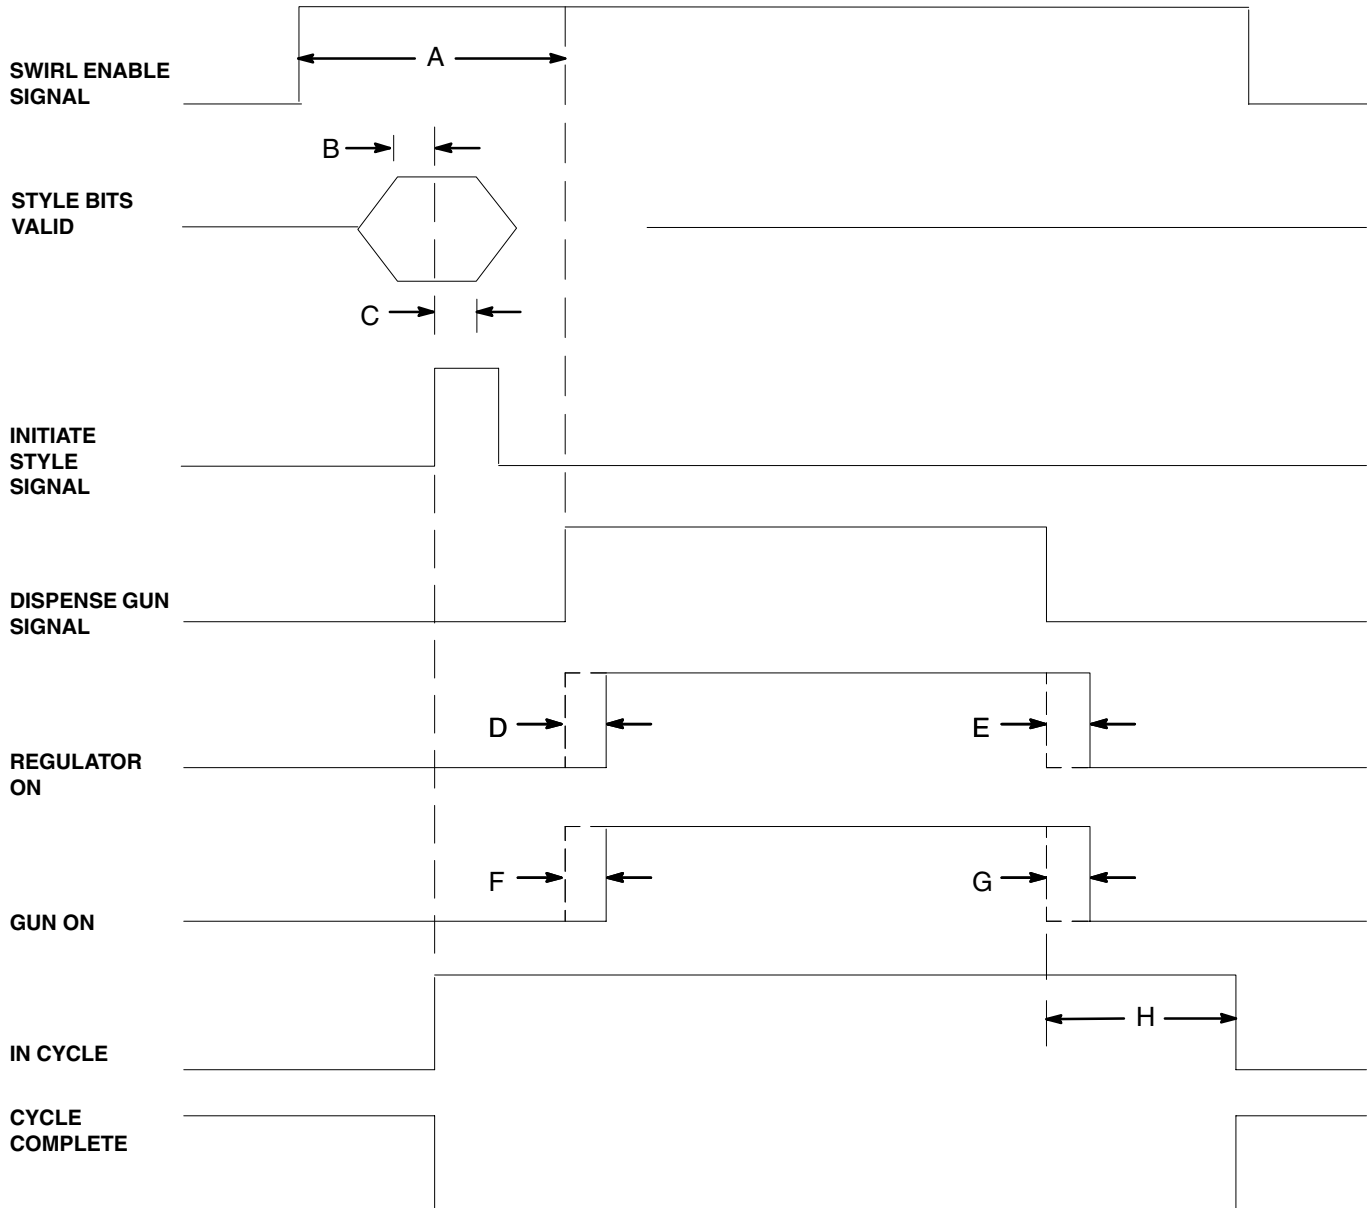 SWIRL ENABLE
SIGNAL
A
B
STYLE BITS
VALID
C
INITIATE
STYLE
SIGNAL
DISPENSE GUN
SIGNAL
D
E
REGULATOR
ON
F
G
GUN ON
H
IN CYCLE
CYCLE
COMPLETE